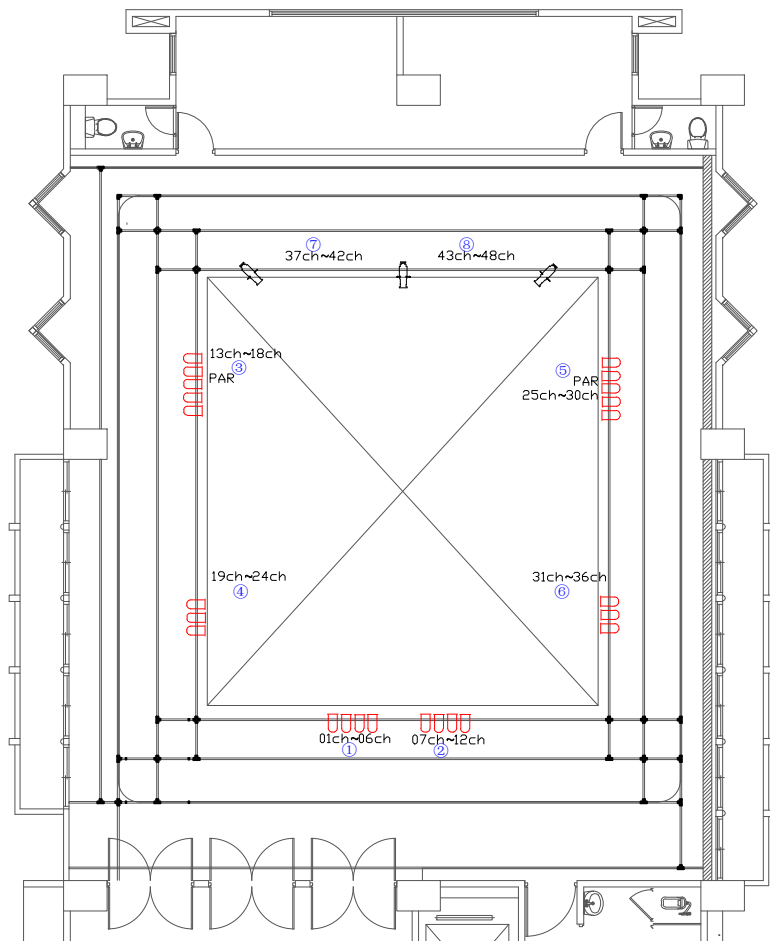 ⑦ ⑧
37ch~42ch 43ch~48ch
13ch~18ch
③
PAR
⑤
PAR
25ch~30ch
19ch~24ch
④
31ch~36ch
⑥
01ch~06ch
①
07ch~12ch
②